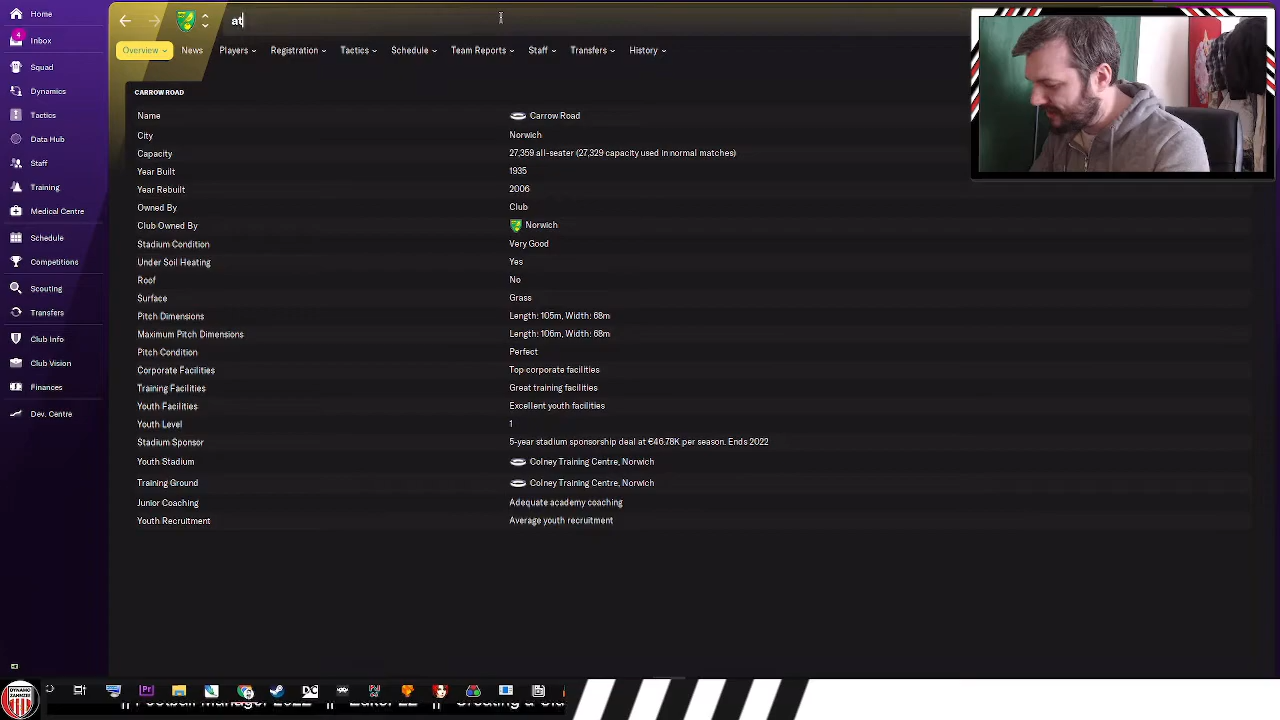 Home
at
4
Inbox
Overview
News
Players
Registration
Tactics
Schedule
Team Reports
Staff
Transfers
History
Squad
Dynamics
Tactics
Data Hub
Staff
Training
Medical Centre
Schedule
Competitions
Scouting
Transfers
Club Info
Club Vision
Finances
Dev. Centre
CARROW ROAD
Name Carrow Road
City Norwich
Capacity 27,359 all-seater (27,329 capacity used in normal matches)
Year Built 1935
Year Rebuilt 2006
Owned By Club
Club Owned By Norwich
Stadium Condition Very Good
Under Soil Heating Yes
Roof No
Surface Grass
Pitch Dimensions Length: 105m, Width: 68m
Maximum Pitch Dimensions Length: 106m, Width: 68m
Pitch Condition Perfect
Corporate Facilities Top corporate facilities
Training Facilities Great training facilities
Youth Facilities Excellent youth facilities
Youth Level 1
Stadium Sponsor 5-year stadium sponsorship deal at €46.78K per season. Ends 2022
Youth Stadium Colney Training Centre, Norwich
Training Ground Colney Training Centre, Norwich
Junior Coaching Adequate academy coaching
Youth Recruitment Average youth recruitment
Pr
DC
|| Football Manager 2022 || Editor 22 || Creating a